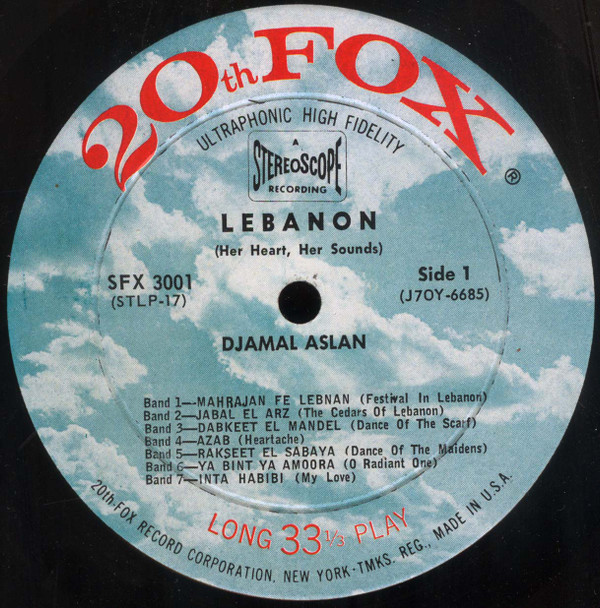 20th FOX
®
ULTRAPHONIC HIGH FIDELITY
A
STEREOSCOPE
RECORDING
LEBANON
(Her Heart, Her Sounds)
SFX 3001
(STLP-17)
Side 1
(J7OY-6685)
DJAMAL ASLAN
Band 1—MAHRAJAN FE LEBNAN (Festival In Lebanon)
Band 2—JABAL EL ARZ (The Cedars Of Lebanon)
Band 3—DABKEET EL MANDEL (Dance Of The Scarf)
Band 4—AZAB (Heartache)
Band 5—RAKSEET EL SABAYA (Dance Of The Maidens)
Band 6—YA BINT YA AMOORA (O Radiant One)
Band 7—INTA HABIBI (My Love)
LONG 33 1/3 PLAY
20th-FOX RECORD CORPORATION, NEW YORK-TMKS. REG., MADE IN U.S.A.